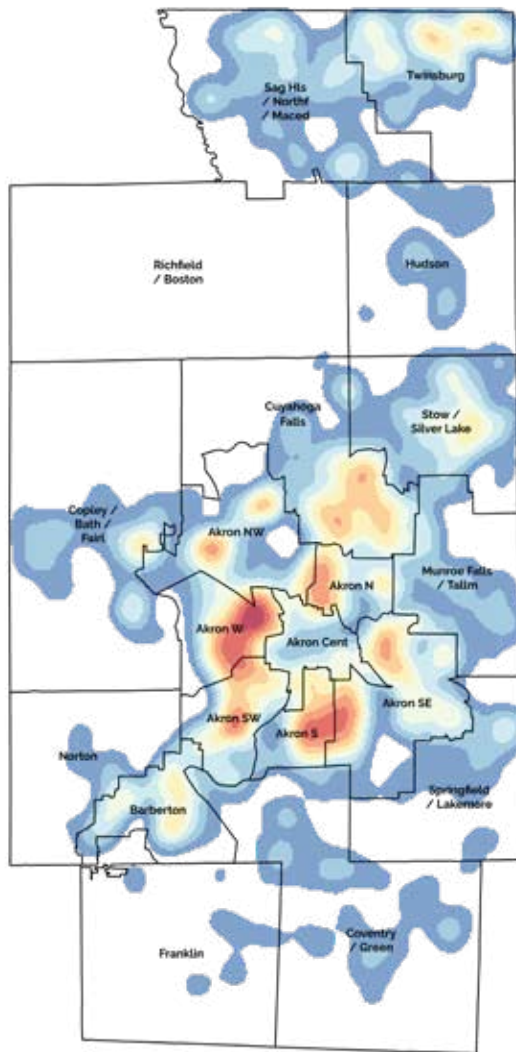 Twinsburg
Sag Hls
/ Northf
/ Maced
Richfield
/ Boston
Hudson
Cuyahoga
Falls
Stow /
Silver Lake
Copley /
Bath /
Fairl
Akron NW
Akron N
Munroe Falls
/ Tallm
Akron W
Akron Cent
Akron SE
Akron SW
Akron S
Norton
Springfield
/ Lakemore
Barberton
Coventry
/ Green
Franklin